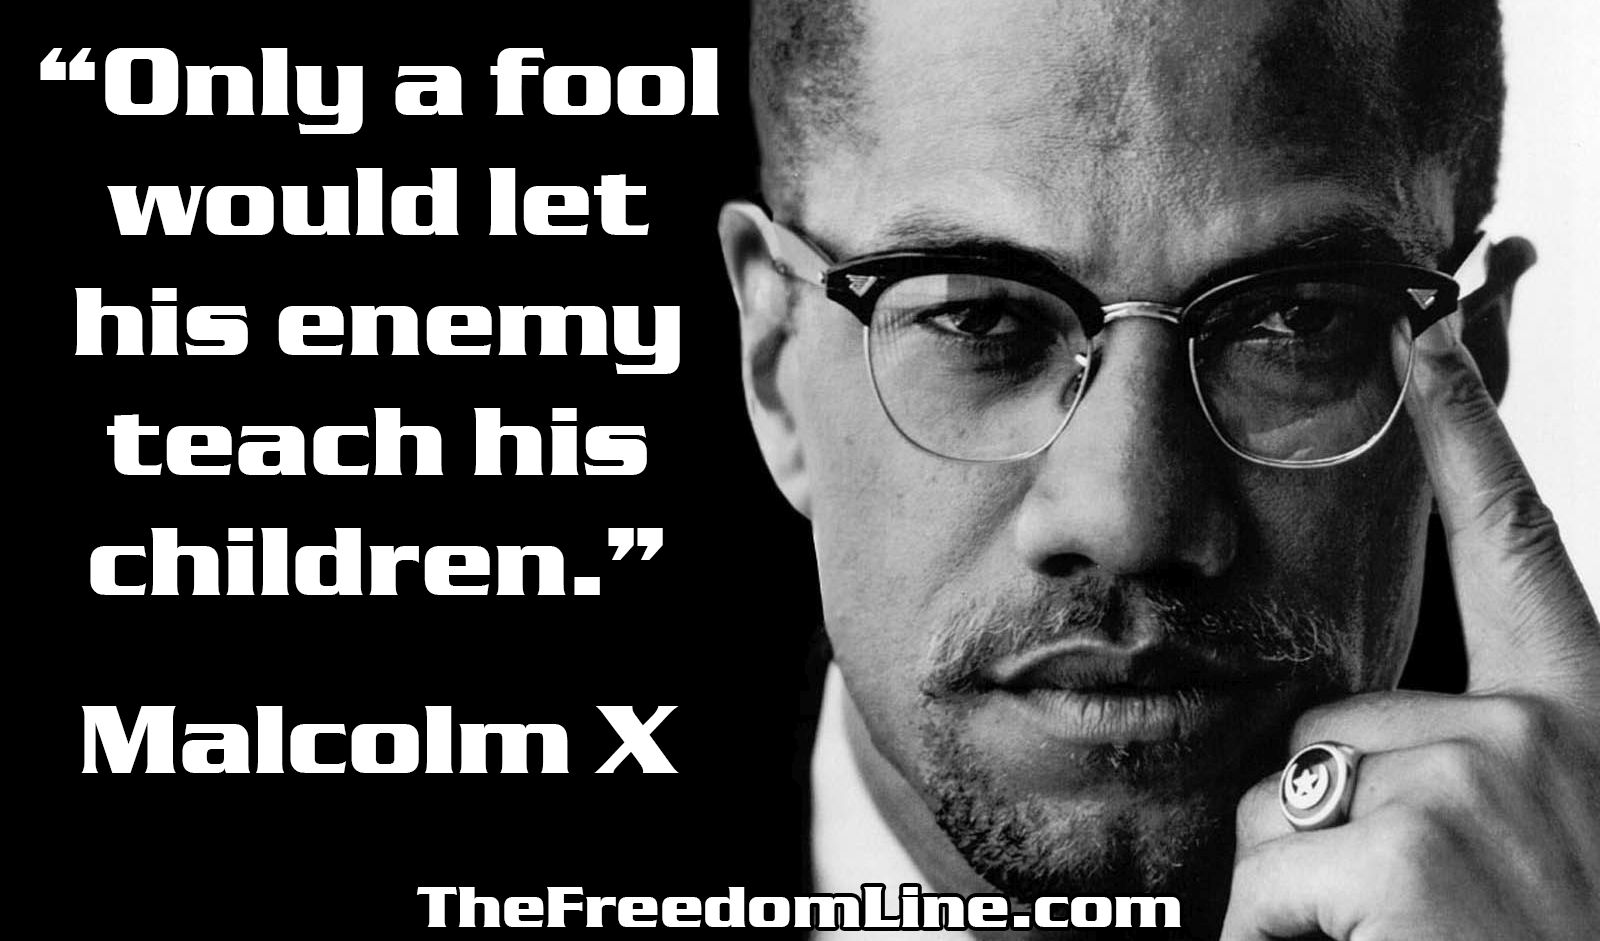 “Only a fool
would let
his enemy
teach his
children.”
Malcolm X
TheFreedomLine.com